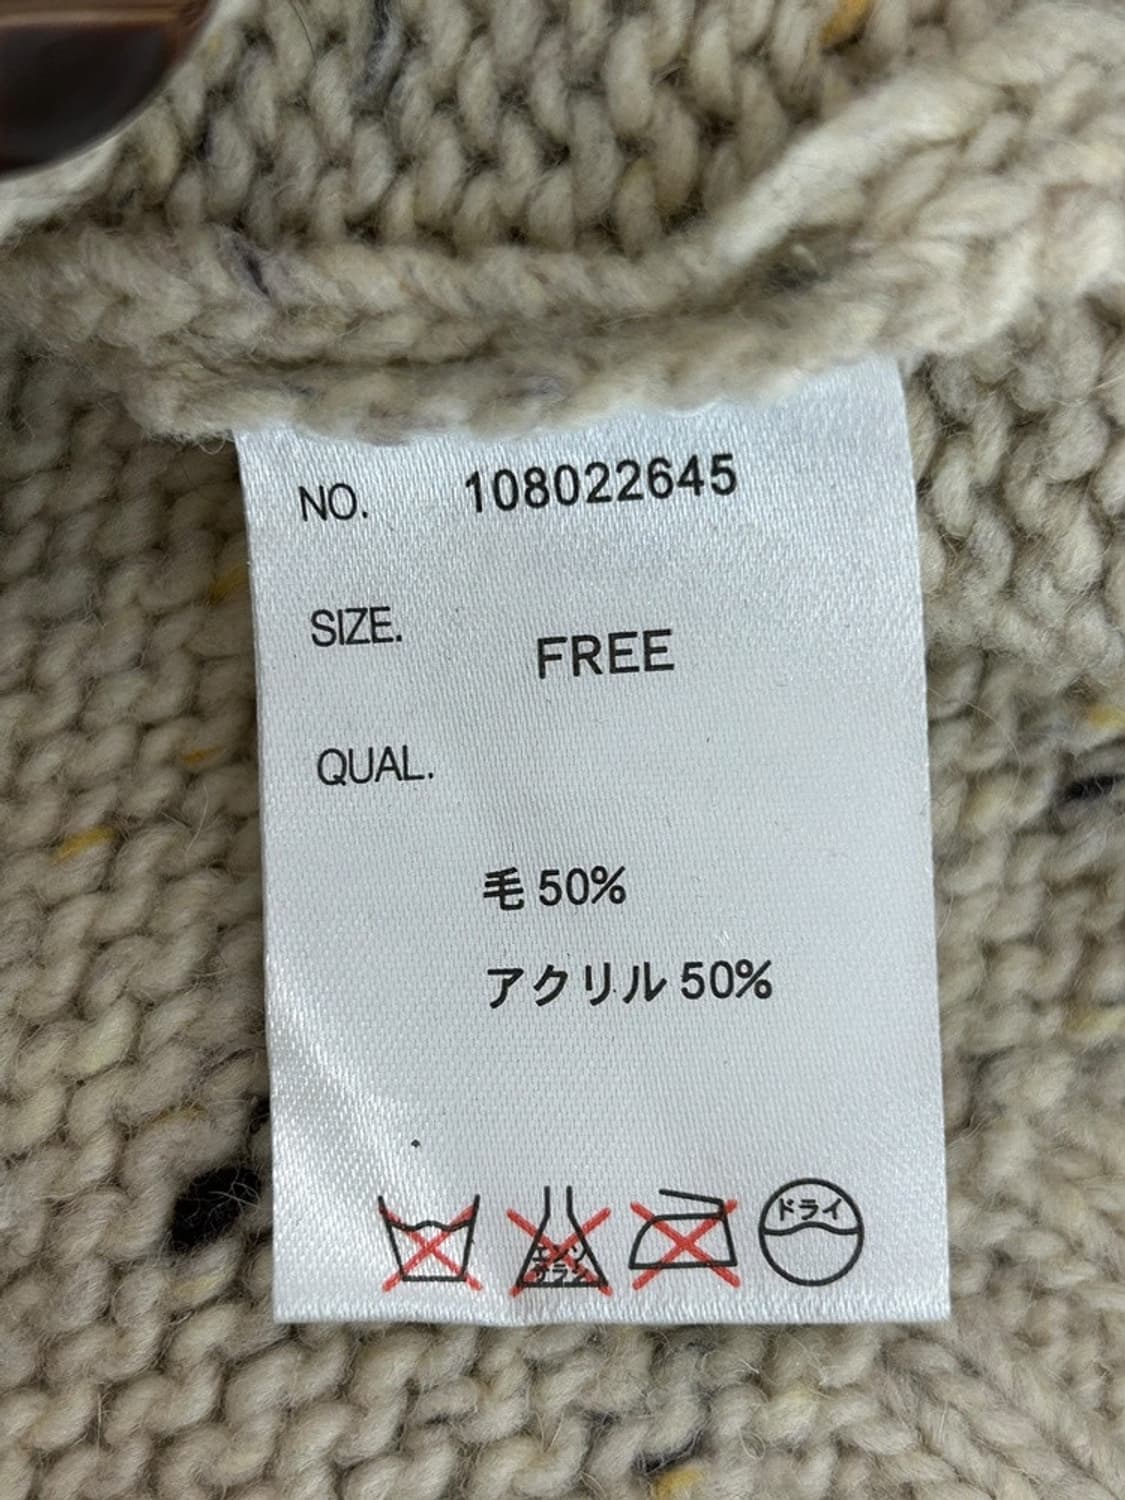 NO. 108022645
SIZE. FREE
QUAL.
毛 50%
アクリル 50%
エンソ
サラシ
ドライ